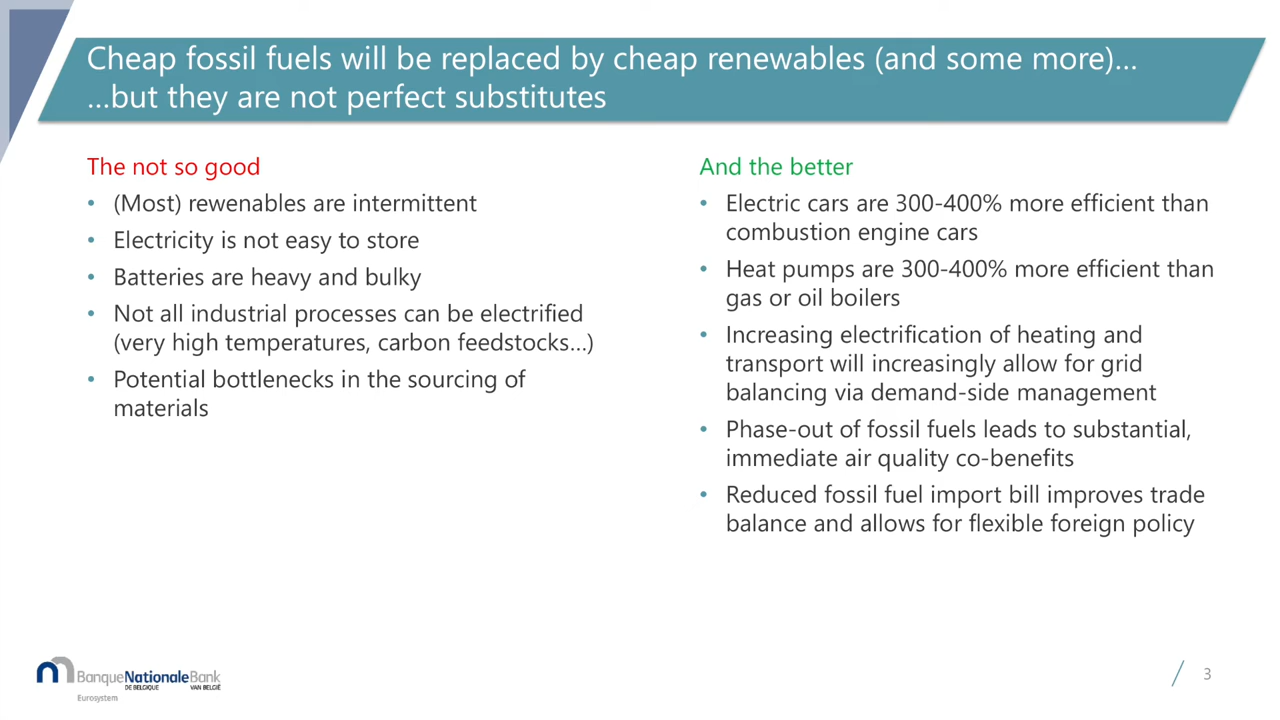 Cheap fossil fuels will be replaced by cheap renewables (and some more)…
…but they are not perfect substitutes
The not so good
• (Most) rewenables are intermittent
• Electricity is not easy to store
• Batteries are heavy and bulky
• Not all industrial processes can be electrified
(very high temperatures, carbon feedstocks…)
• Potential bottlenecks in the sourcing of
materials
And the better
• Electric cars are 300-400% more efficient than
combustion engine cars
• Heat pumps are 300-400% more efficient than
gas or oil boilers
• Increasing electrification of heating and
transport will increasingly allow for grid
balancing via demand-side management
• Phase-out of fossil fuels leads to substantial,
immediate air quality co-benefits
• Reduced fossil fuel import bill improves trade
balance and allows for flexible foreign policy
BanqueNationaleBank
DE BELGIQUE VAN BELGIË
Eurosystem
3